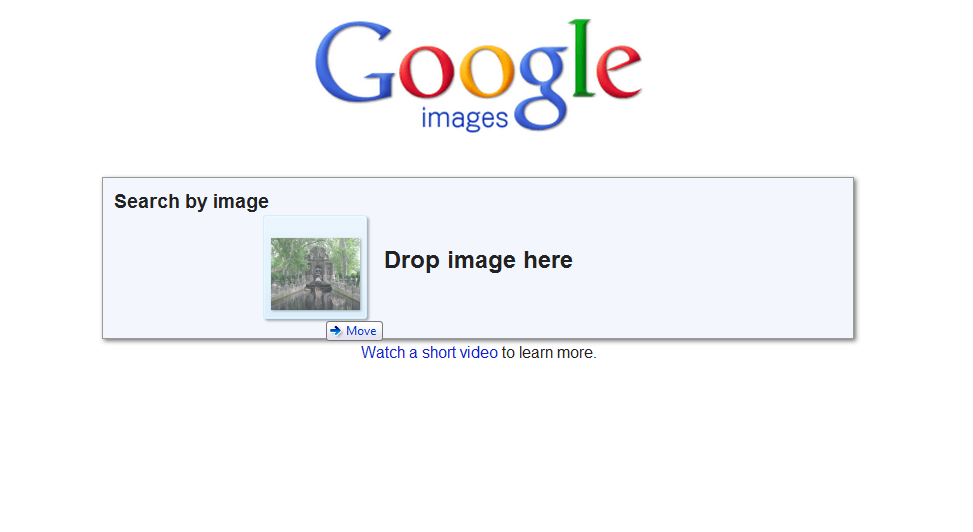 Google
images
Search by image
Drop image here
Move
Watch a short video to learn more.